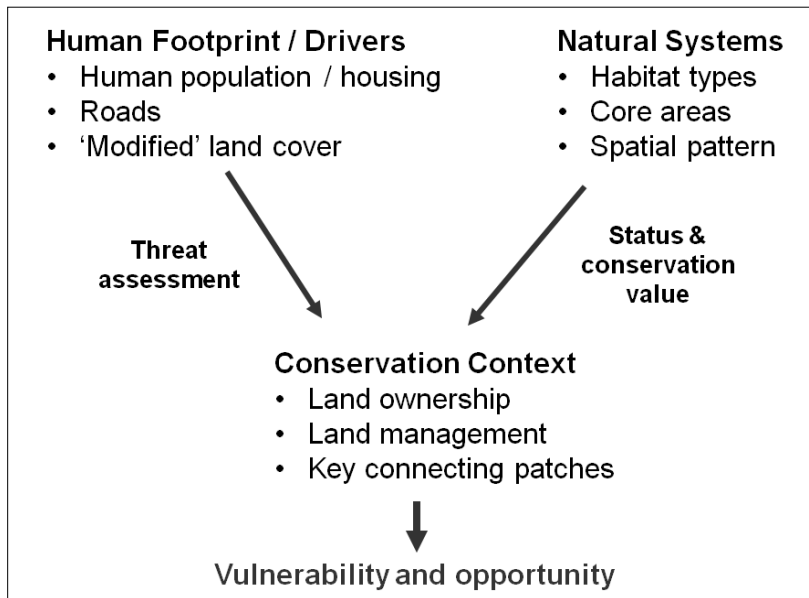 Human Footprint / Drivers
• Human population / housing
• Roads
• ‘Modified’ land cover
Natural Systems
• Habitat types
• Core areas
• Spatial pattern
Threat
assessment
Status &
conservation
value
Conservation Context
• Land ownership
• Land management
• Key connecting patches
Vulnerability and opportunity